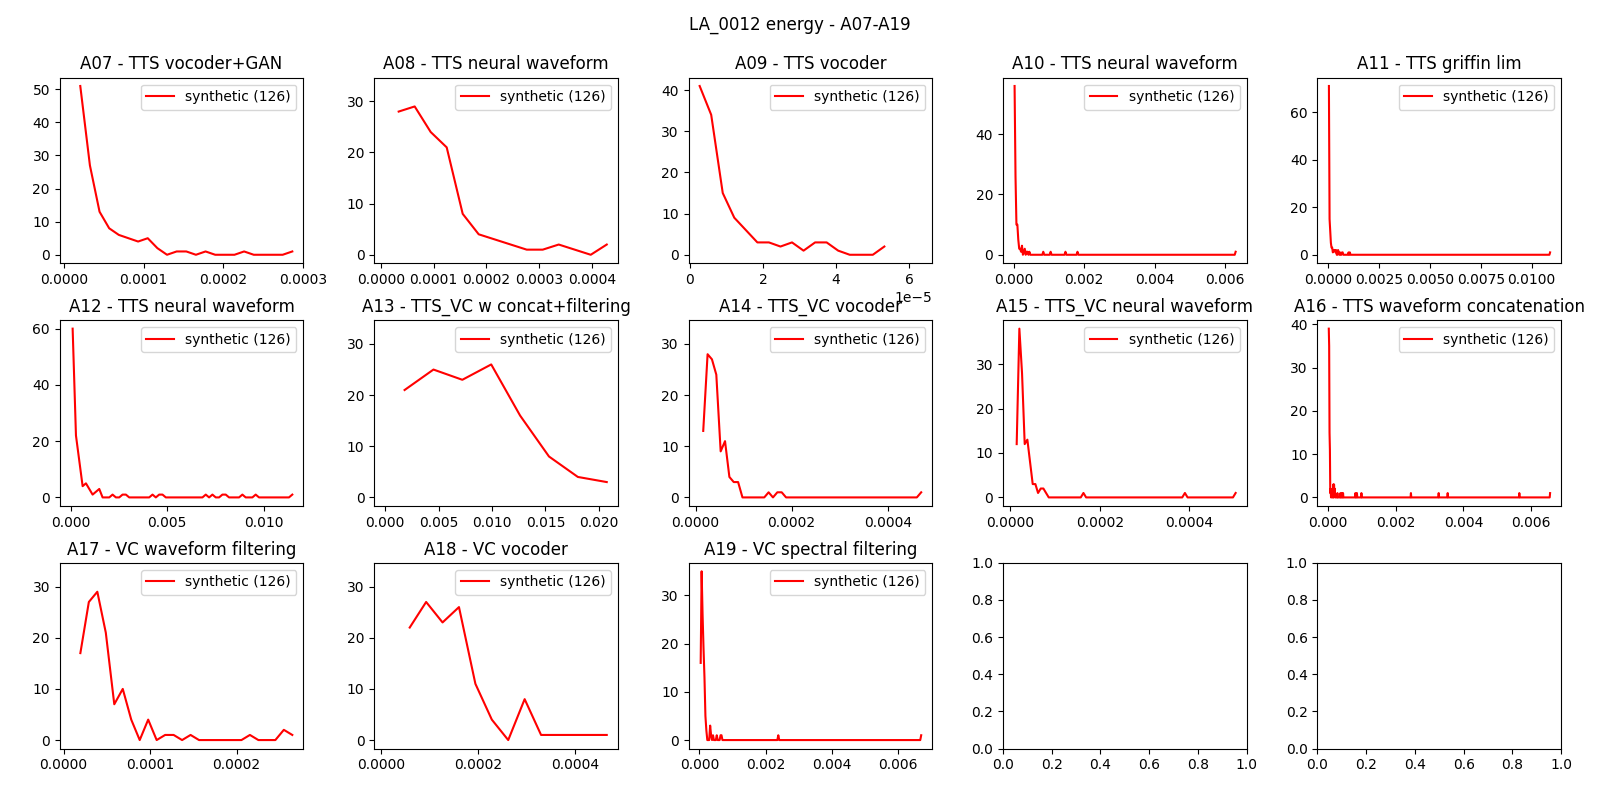 LA_0012 energy - A07-A19
A07 - TTS vocoder+GAN
synthetic (126)
50
40
30
20
10
0
0.0000 0.0001 0.0002 0.0003
A08 - TTS neural waveform
synthetic (126)
30
20
10
0
0.0000 0.0001 0.0002 0.0003 0.0004
A09 - TTS vocoder
synthetic (126)
40
30
20
10
0
0 2 4 6
1e−5
A10 - TTS neural waveform
synthetic (126)
40
20
0
0.000 0.002 0.004 0.006
A11 - TTS griffin lim
synthetic (126)
60
40
20
0
0.0000 0.0025 0.0050 0.0075 0.0100
A12 - TTS neural waveform
synthetic (126)
60
40
20
0
0.000 0.005 0.010
A13 - TTS_VC w concat+filtering
synthetic (126)
30
20
10
0
0.000 0.005 0.010 0.015 0.020
A14 - TTS_VC vocoder
synthetic (126)
30
20
10
0
0.0000 0.0002 0.0004
A15 - TTS_VC neural waveform
synthetic (126)
30
20
10
0
0.0000 0.0002 0.0004
A16 - TTS waveform concatenation
synthetic (126)
40
30
20
10
0
0.000 0.002 0.004 0.006
A17 - VC waveform filtering
synthetic (126)
30
20
10
0
0.0000 0.0001 0.0002
A18 - VC vocoder
synthetic (126)
30
20
10
0
0.0000 0.0002 0.0004
A19 - VC spectral filtering
synthetic (126)
30
20
10
0
0.000 0.002 0.004 0.006
1.0
0.8
0.6
0.4
0.2
0.0
0.0 0.2 0.4 0.6 0.8 1.0
1.0
0.8
0.6
0.4
0.2
0.0
0.0 0.2 0.4 0.6 0.8 1.0